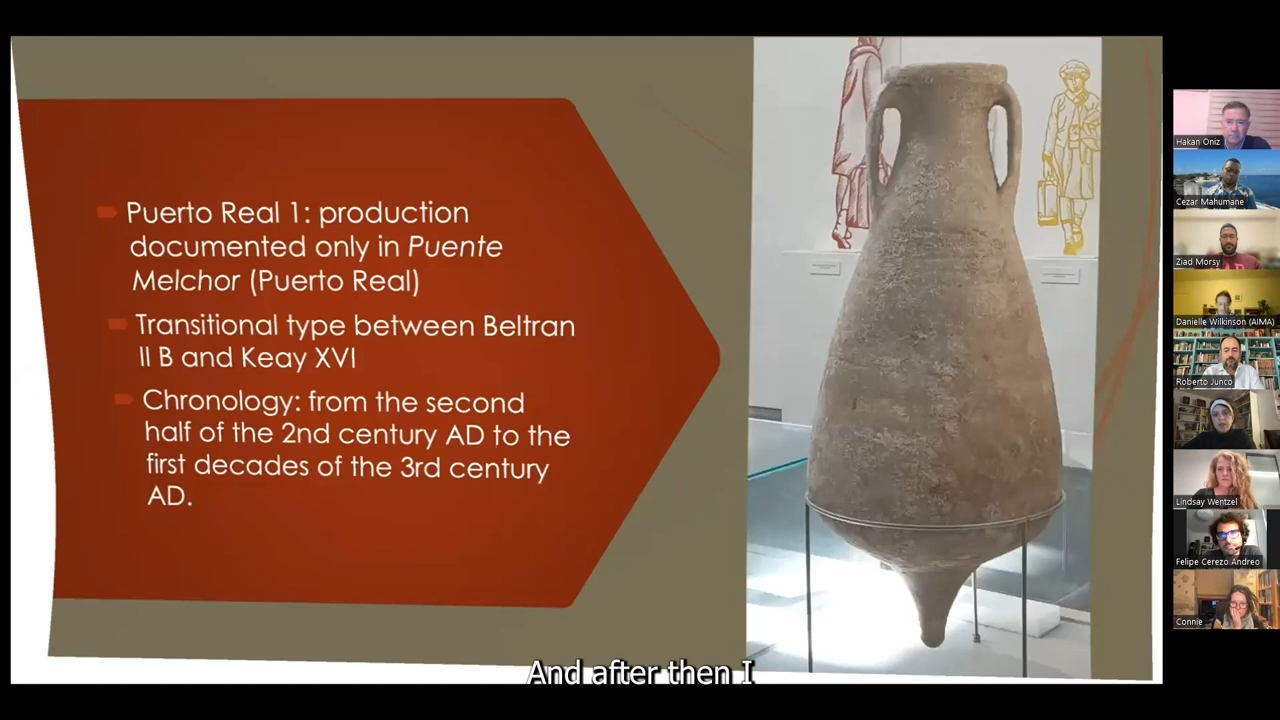 Puerto Real 1: production
documented only in Puente
Melchor (Puerto Real)
Transitional type between Beltran
II B and Keay XVI
Chronology: from the second
half of the 2nd century AD to the
first decades of the 3rd century
AD.
And after then I
Hakan Oniz
Cezar Mahumane
Ziad Morsy
Danielle Wilkinson (AIMA)
Roberto Junco
Lindsay Wentzel
Felipe Cerezo Andreo
Connie